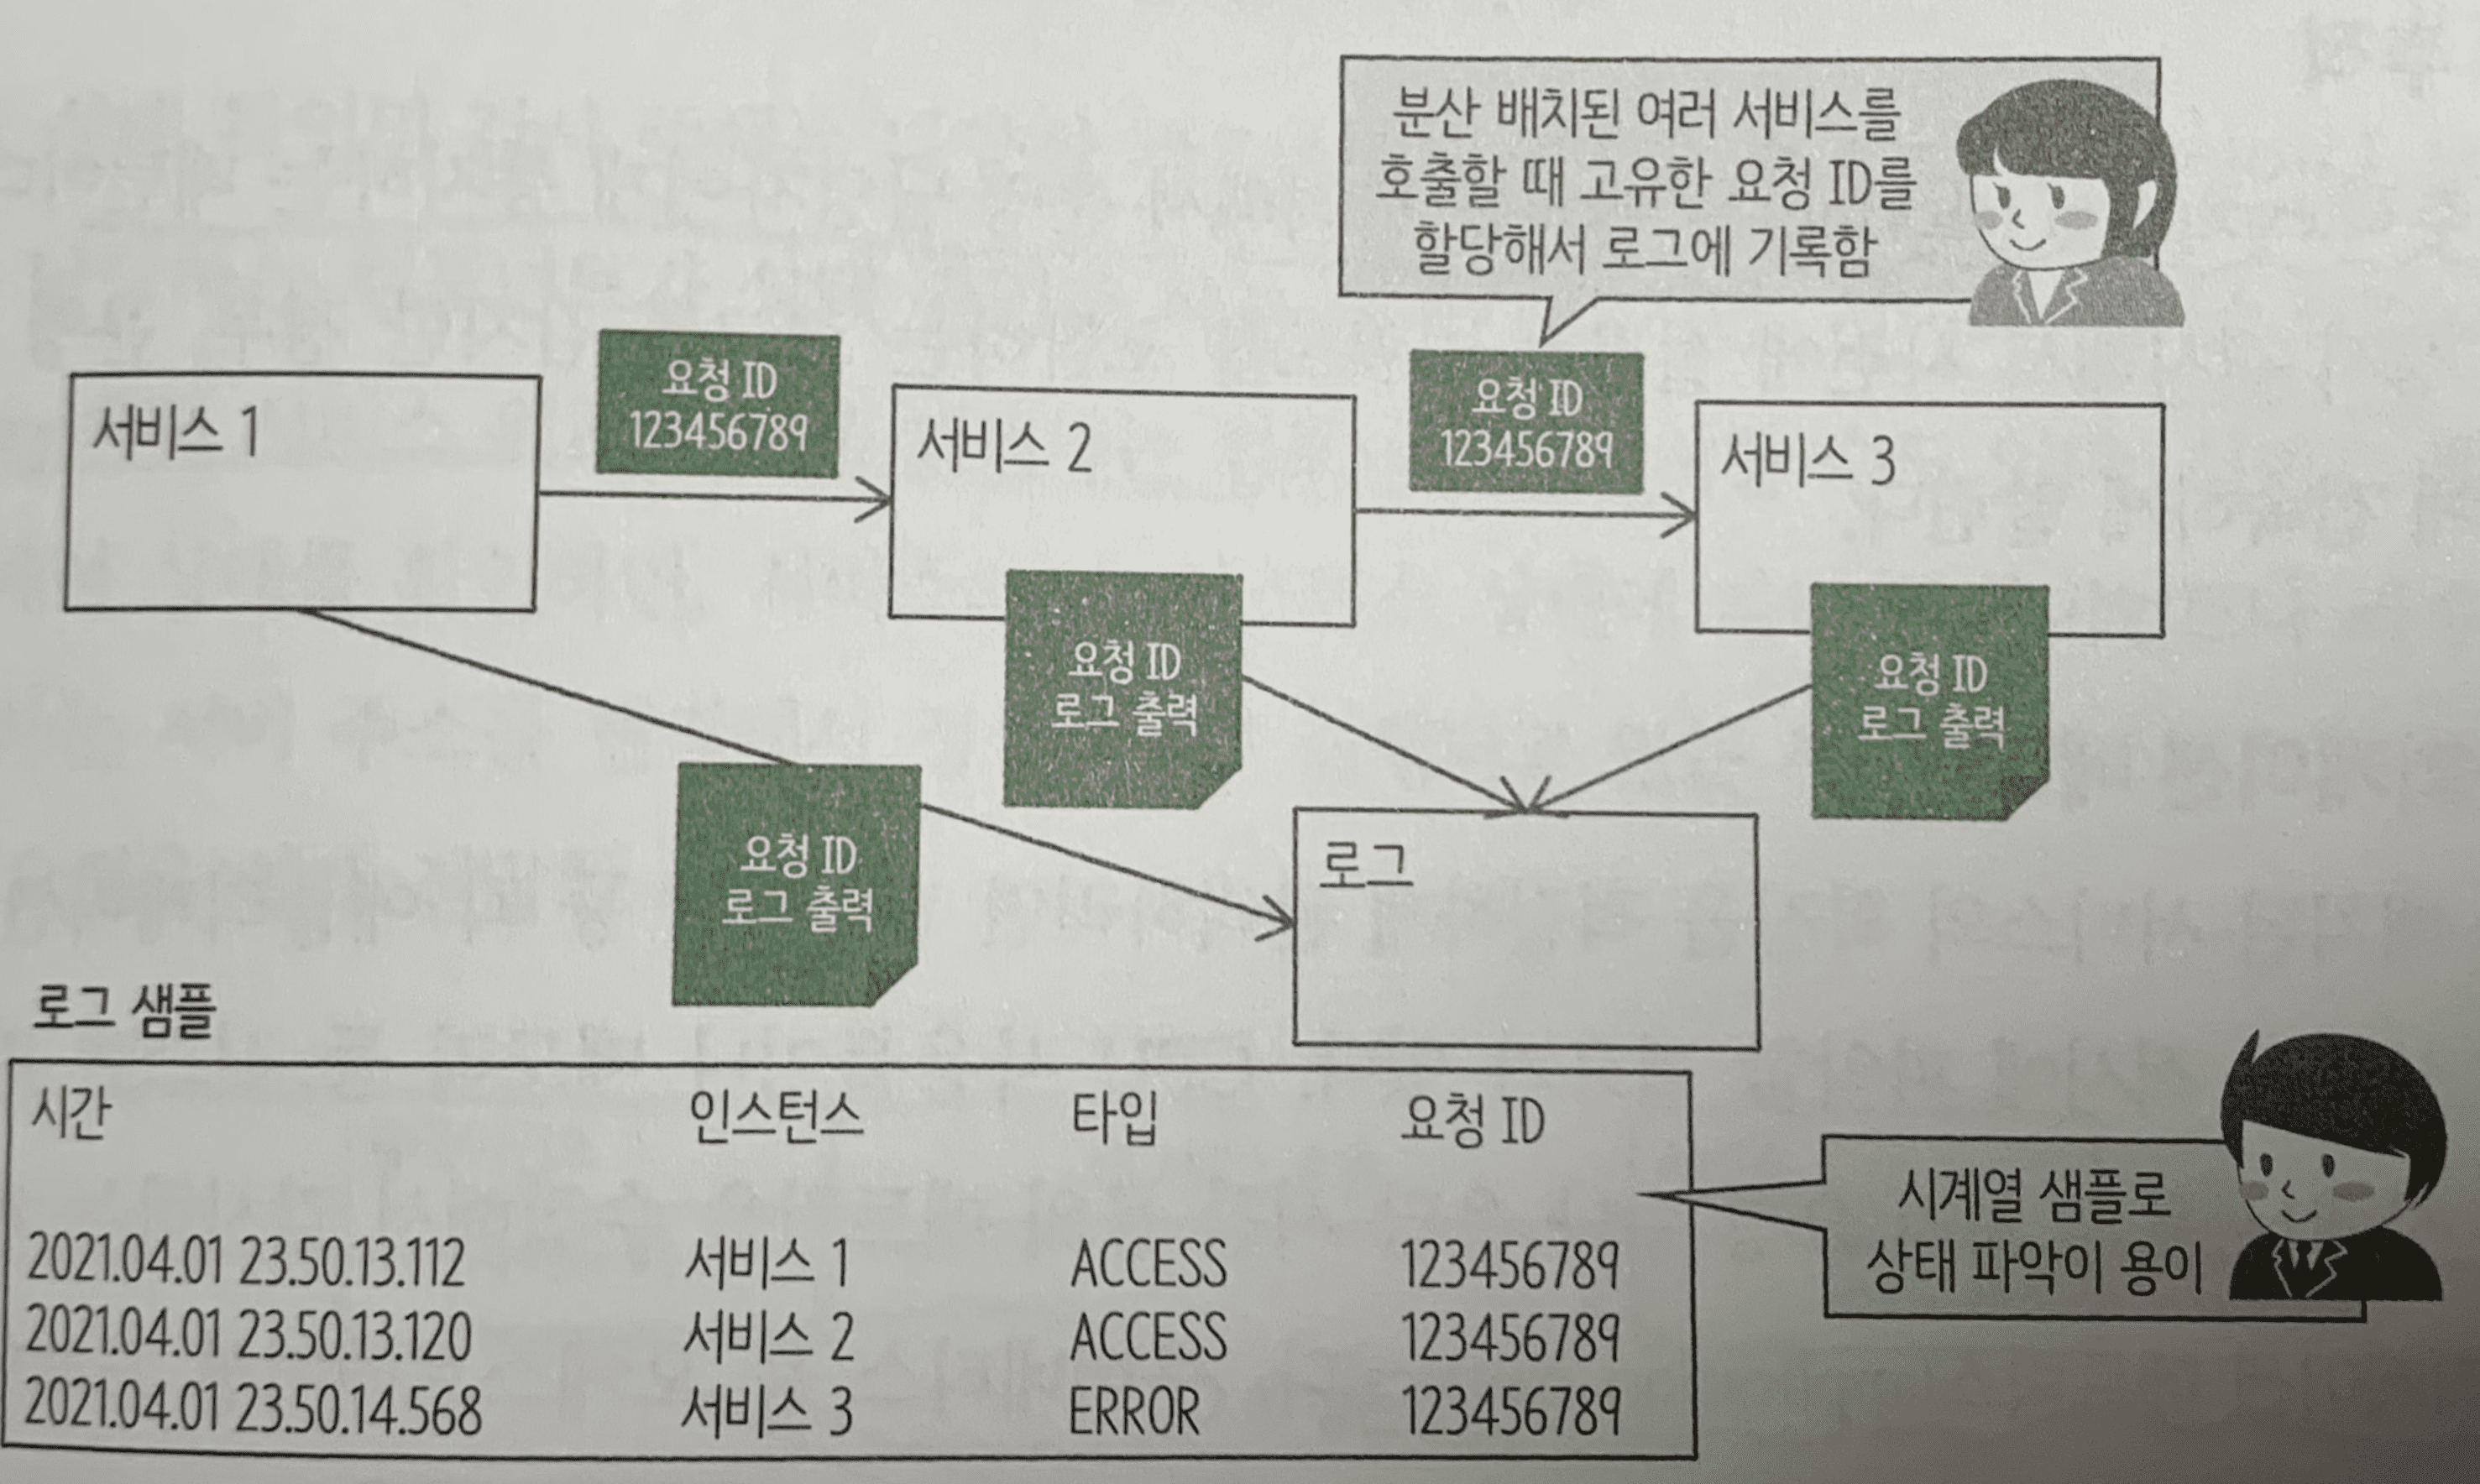 분산 배치된 여러 서비스를
호출할 때 고유한 요청 ID를
할당해서 로그에 기록함
서비스 1
요청 ID
123456789
서비스 2
요청 ID
123456789
서비스 3
요청 ID
로그 출력
요청 ID
로그 출력
요청 ID
로그 출력
로그
로그 샘플
시간 인스턴스 타입 요청 ID
2021.04.01 23.50.13.112 서비스 1 ACCESS 123456789
2021.04.01 23.50.13.120 서비스 2 ACCESS 123456789
2021.04.01 23.50.14.568 서비스 3 ERROR 123456789
시계열 샘플로
상태 파악이 용이